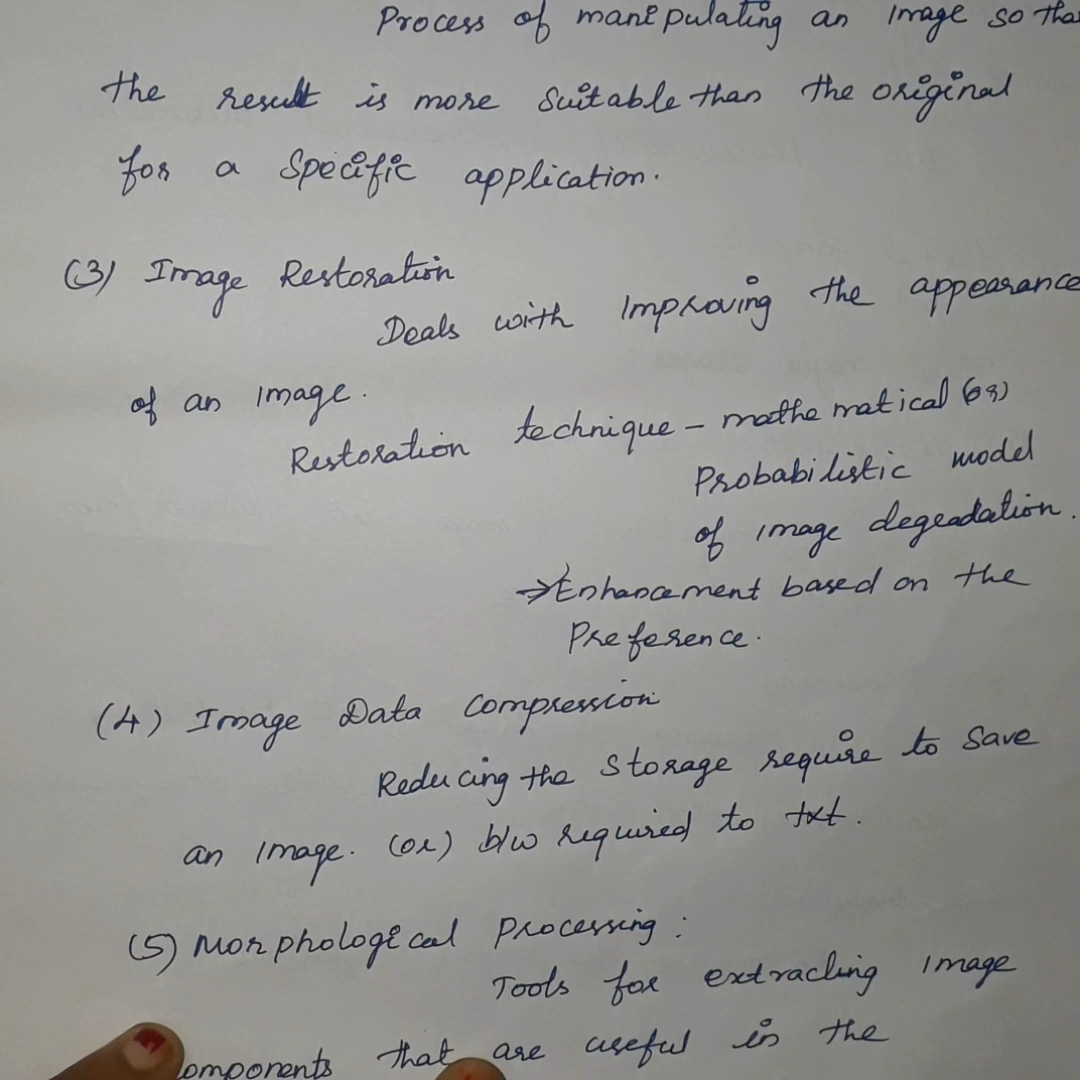 Process of manipulating an image so that
the result is more suitable than the original
for a specific application.
(3) Image Restoration
Deals with Improving the appearance
of an image.
Restoration technique - mathematical (or)
Probabilistic model
of image degradation.
→ Enhancement based on the
Preference.
(4) Image Data compression
Reducing the storage require to save
an image. (or) b/w required to txt.
(5) Morphological Processing:
Tools for extracting image
components that are useful in the